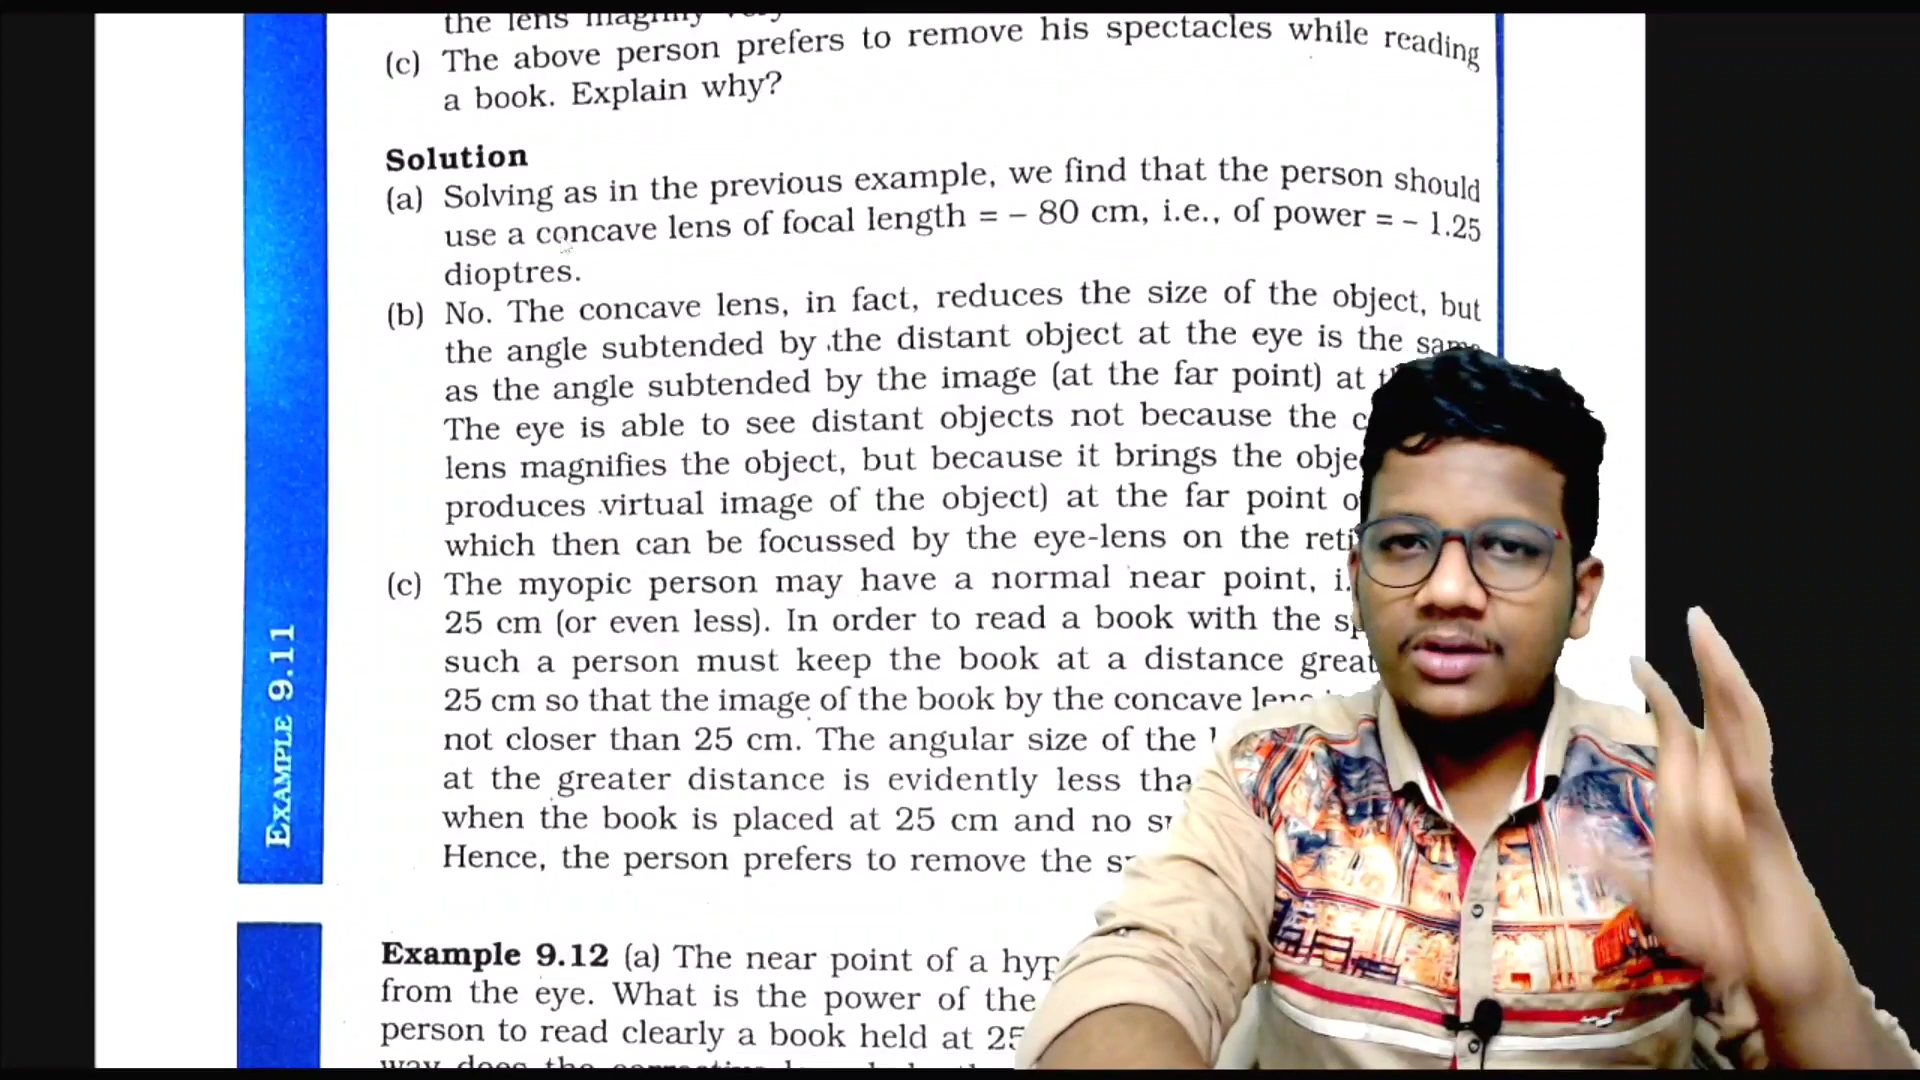 the lens magnify
(c) The above person prefers to remove his spectacles while reading
a book. Explain why?
Solution
(a) Solving as in the previous example, we find that the person should
use a concave lens of focal length = – 80 cm, i.e., of power = – 1.25
dioptres.
(b) No. The concave lens, in fact, reduces the size of the object, but
the angle subtended by the distant object at the eye is the same
as the angle subtended by the image (at the far point) at
The eye is able to see distant objects not because the
lens magnifies the object, but because it brings the
produces virtual image of the object) at the far point
which then can be focussed by the eye-lens on the
(c) The myopic person may have a normal near point,
25 cm (or even less). In order to read a book with the
such a person must keep the book at a distance
25 cm so that the image of the book by the concave
not closer than 25 cm. The angular size of the
at the greater distance is evidently less
when the book is placed at 25 cm and no
Hence, the person prefers to remove the
EXAMPLE 9.11
Example 9.12 (a) The near point of a
from the eye. What is the power of the
person to read clearly a book held at
way does the